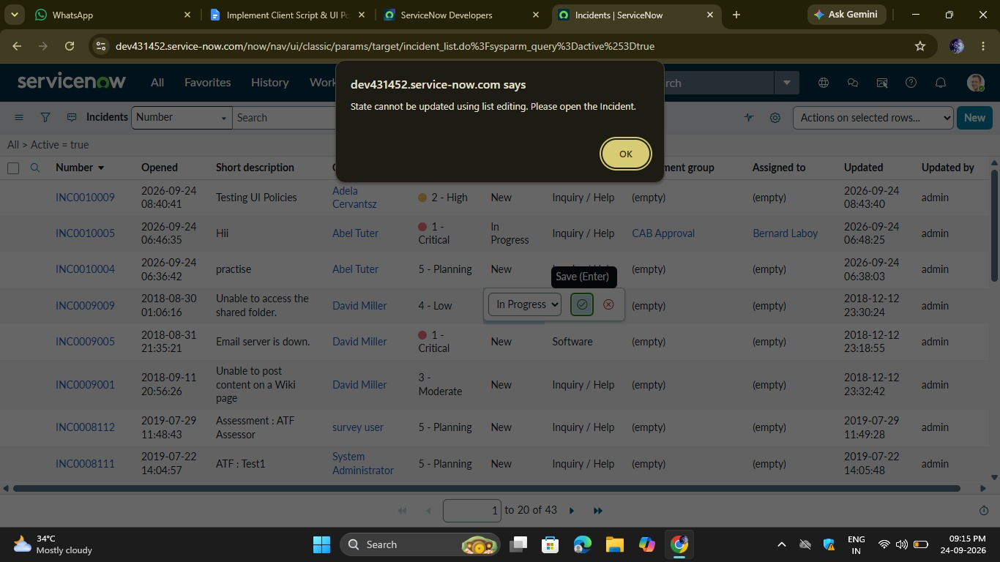 WhatsApp
Implement Client Script & UI Po
ServiceNow Developers
Incidents | ServiceNow
Ask Gemini
dev431452.service-now.com/now/nav/ui/classic/params/target/incident_list.do%3Fsysparm_query%3Dactive%253Dtrue
servicenow
All
Favorites
History
Work
rch
dev431452.service-now.com says
State cannot be updated using list editing. Please open the Incident.
OK
Incidents
Number
Search
Actions on selected rows...
New
All > Active = true
Number Opened Short description C ment group Assigned to Updated Updated by
INC0010009 2026-09-24 08:40:41 Testing UI Policies Adela Cervantsz 2 - High New Inquiry / Help (empty) (empty) 2026-09-24 08:43:40 admin
INC0010005 2026-09-24 06:46:35 Hii Abel Tuter 1 - Critical In Progress Inquiry / Help CAB Approval Bernard Laboy 2026-09-24 06:48:25 admin
INC0010004 2026-09-24 06:36:42 practise Abel Tuter 5 - Planning New (empty) (empty) 2026-09-24 06:38:03 admin
Save (Enter)
INC0009009 2018-08-30 01:06:16 Unable to access the shared folder. David Miller 4 - Low In Progress (empty) (empty) 2018-12-12 23:30:24 admin
INC0009005 2018-08-31 21:35:21 Email server is down. David Miller 1 - Critical New Software (empty) (empty) 2018-12-12 23:18:55 admin
INC0009001 2018-09-11 20:56:26 Unable to post content on a Wiki page David Miller 3 - Moderate New Inquiry / Help (empty) (empty) 2018-12-12 23:32:42 admin
INC0008112 2019-07-29 11:48:43 Assessment : ATF Assessor survey user 5 - Planning New Inquiry / Help (empty) (empty) 2019-07-29 11:49:28 admin
INC0008111 2019-07-22 14:04:57 ATF : Test1 System Administrator 5 - Planning New Inquiry / Help (empty) (empty) 2019-07-22 14:05:48 admin
1 to 20 of 43
34°C
Mostly cloudy
Search
ENG
IN
09:15 PM
24-09-2026